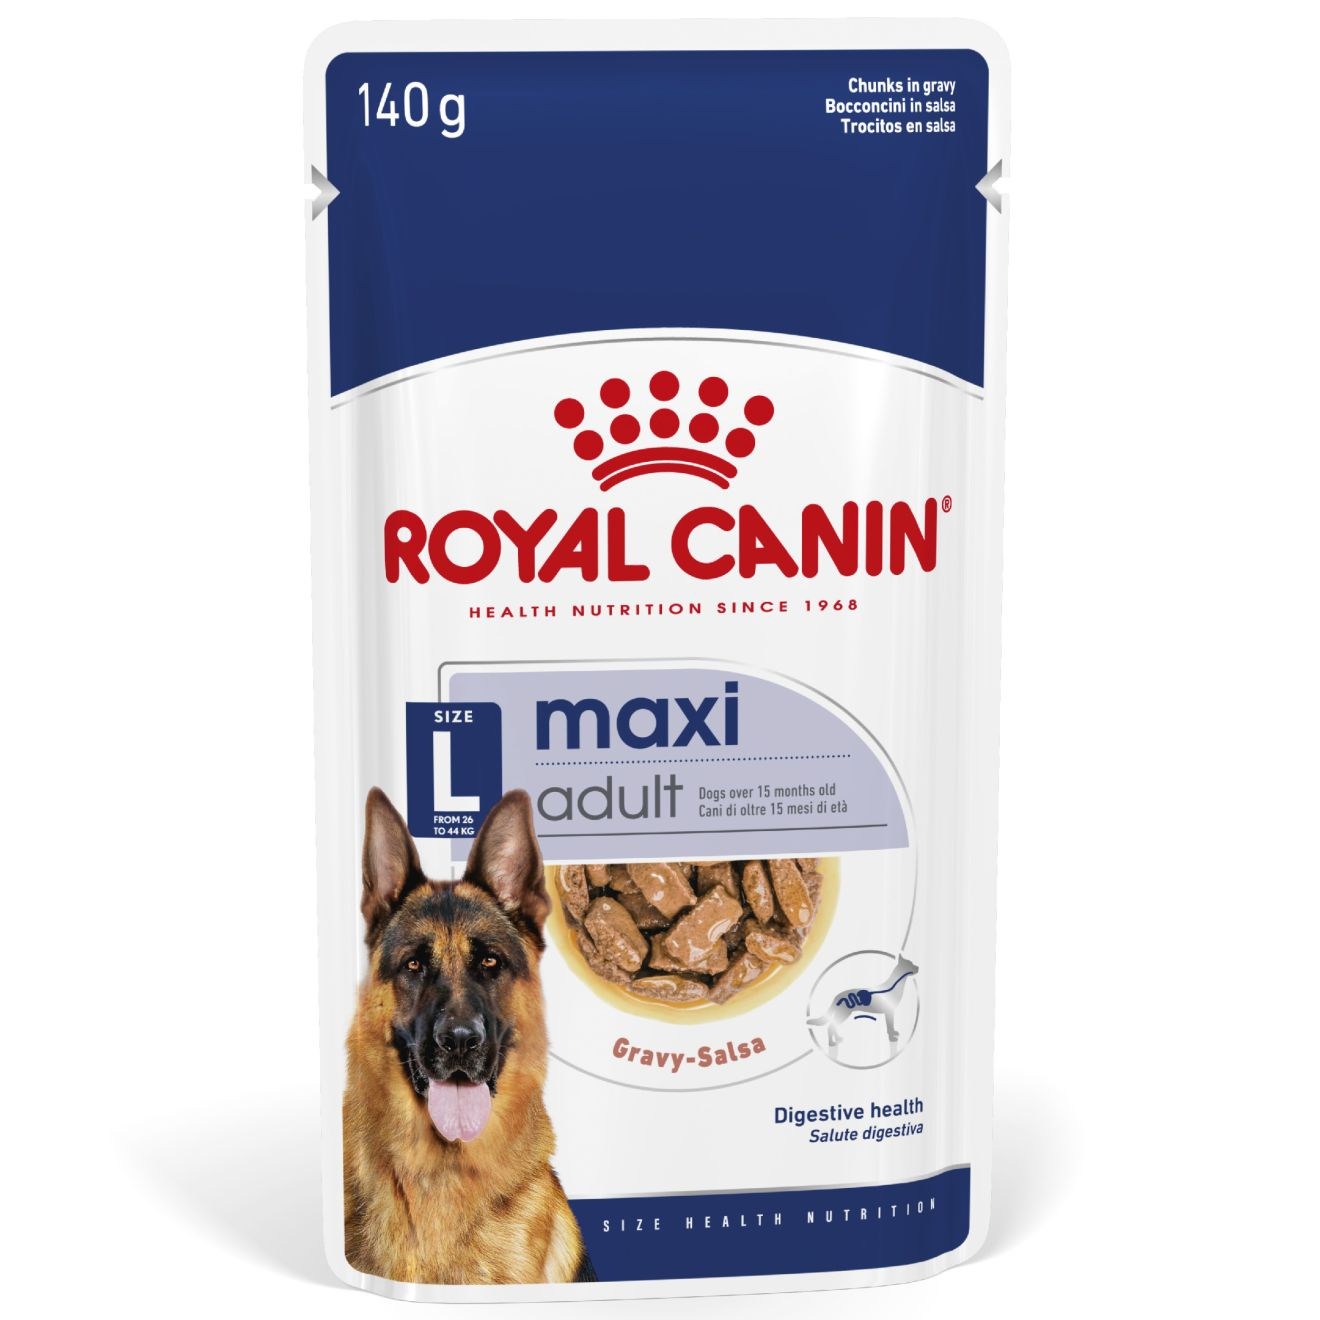 140 g
Chunks in gravy
Bocconcini in salsa
Trocitos en salsa
ROYAL CANIN®
HEALTH NUTRITION SINCE 1968
SIZE
L
FROM 26
TO 44 KG
maxi
adult
Dogs over 15 months old
Cani di oltre 15 mesi di età
Gravy-Salsa
Digestive health
Salute digestiva
SIZE HEALTH NUTRITION